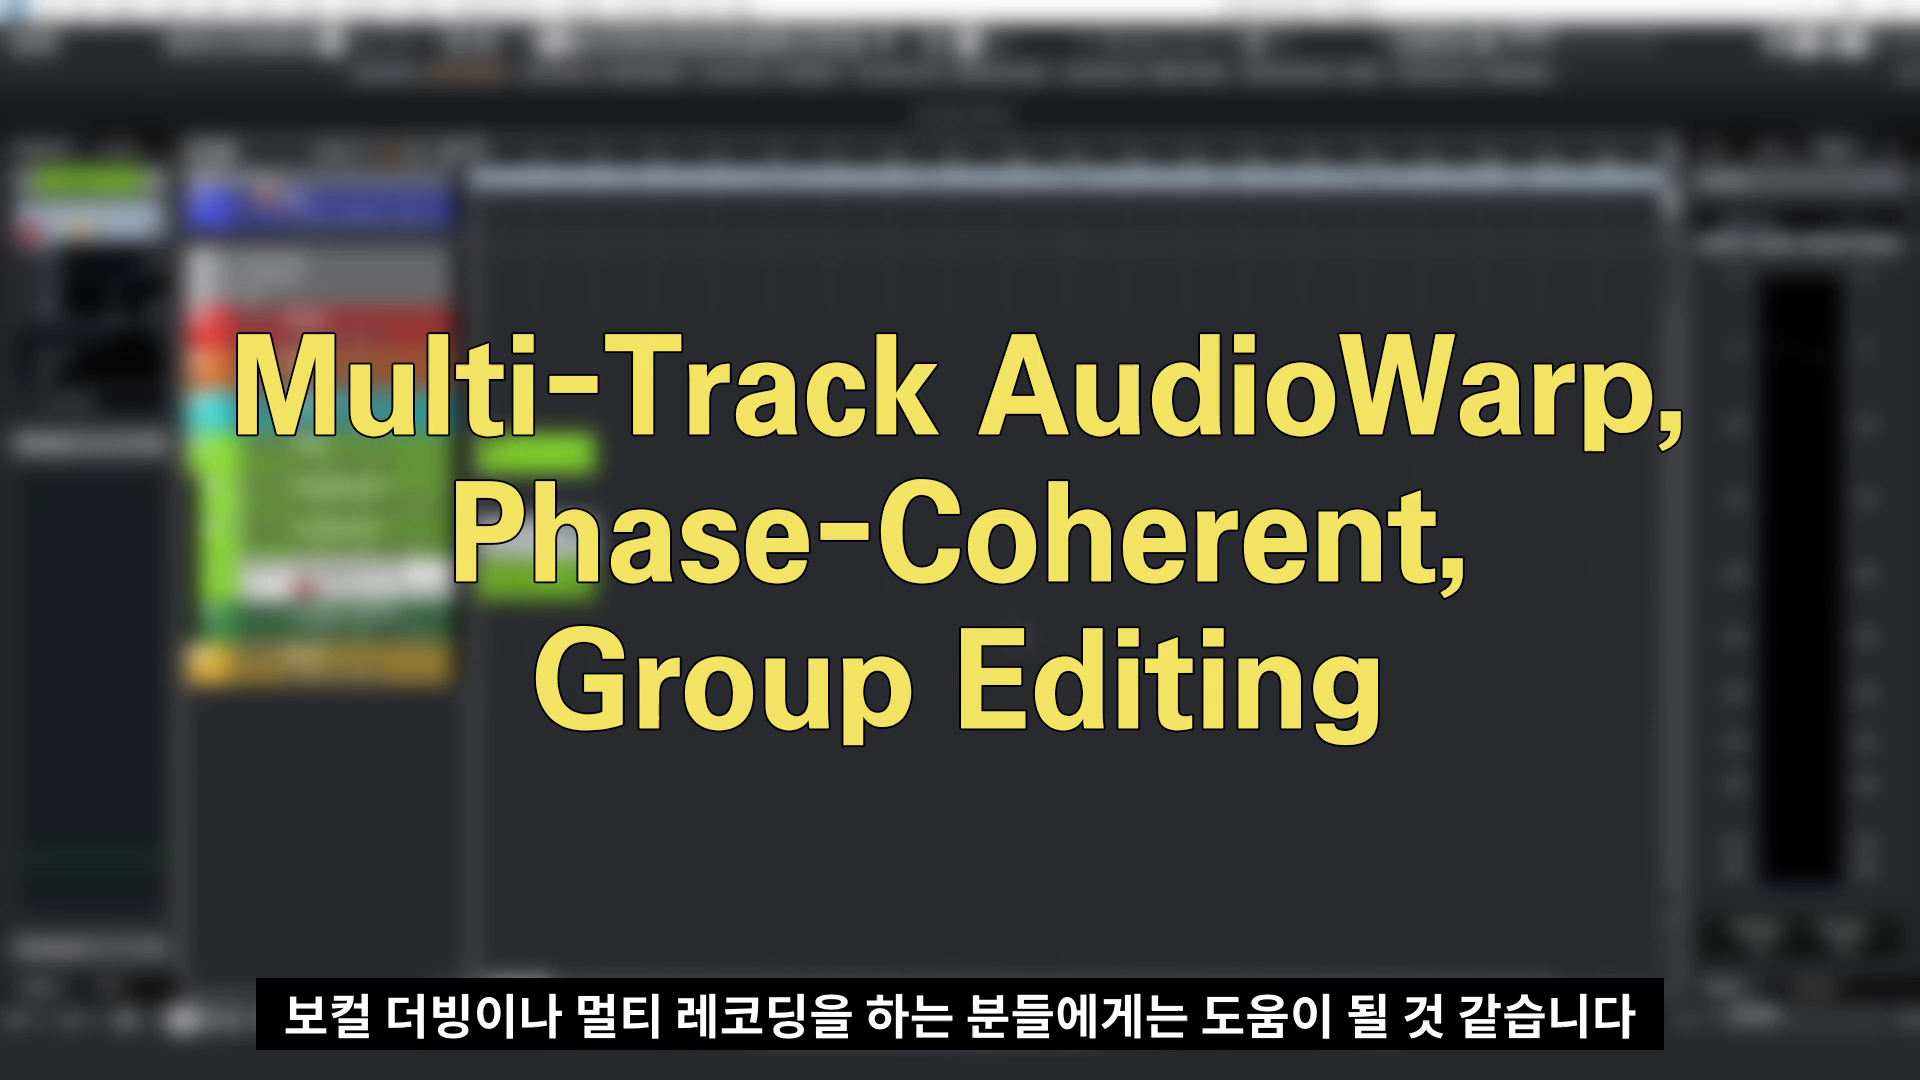 Multi-Track AudioWarp,
Phase-Coherent,
Group Editing
보컬 더빙이나 멀티 레코딩을 하는 분들에게는 도움이 될 것 같습니다